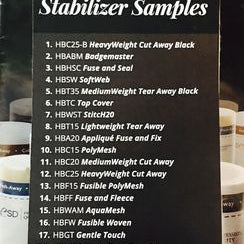 Stabilizer Samples
1. HBC25-B HeavyWeight Cut Away Black
2. HBABM Badgemaster
3. HBHSC Fuse and Seal
4. HBSW SoftWeb
5. HBT35 MediumWeight Tear Away Black
6. HBTC Top Cover
7. HBWST StitcH20
8. HBT15 Lightweight Tear Away
9. HBA20 Appliqué Fuse and Fix
10. HBC15 PolyMesh
11. HBC20 MediumWeight Cut Away
12. HBC25 HeavyWeight Cut Away
13. HBF15 Fusible PolyMesh
14. HBFF Fuse and Fleece
15. HBWAM AquaMesh
16. HBFW Fusible Woven
17. HBGT Gentle Touch